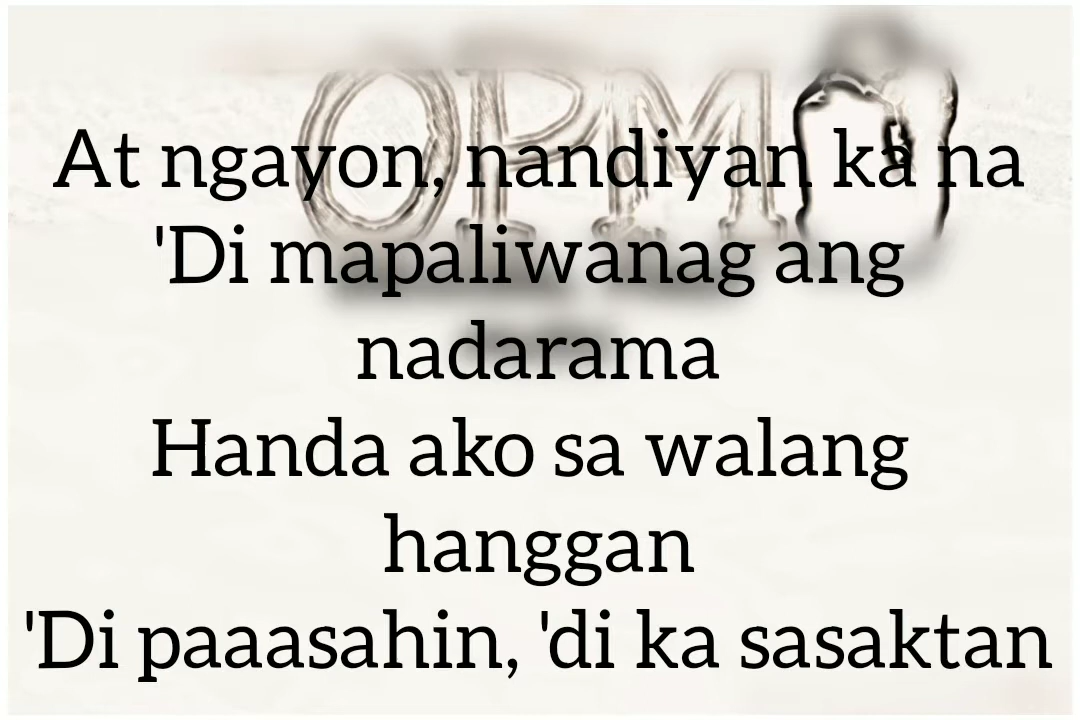 OPM
At ngayon, nandiyan ka na
'Di mapaliwanag ang
nadarama
Handa ako sa walang
hanggan
'Di paaasahin, 'di ka sasaktan